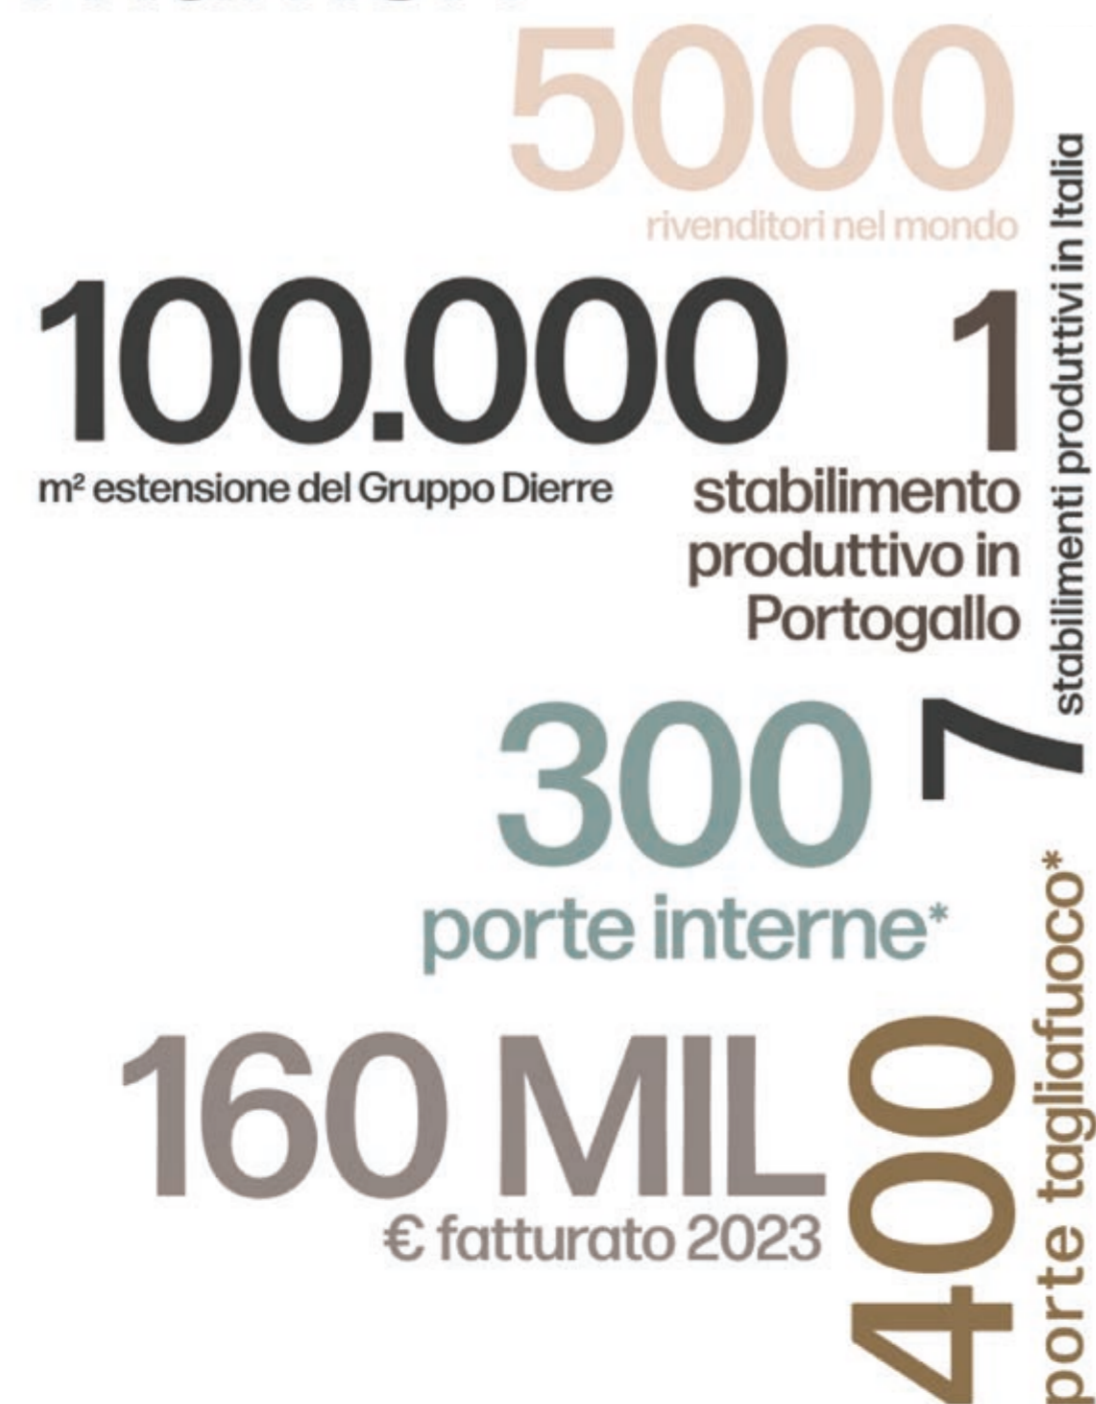 5000
rivenditori nel mondo
100.000
m² estensione del Gruppo Dierre
1
stabilimento
produttivo in
Portogallo
7
stabilimenti produttivi in Italia
300
porte interne*
160 MIL
€ fatturato 2023
400
porte tagliafuoco*